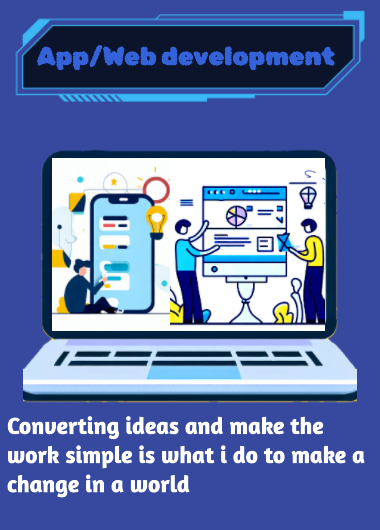 App/Web development
Converting ideas and make the
work simple is what i do to make a
change in a world